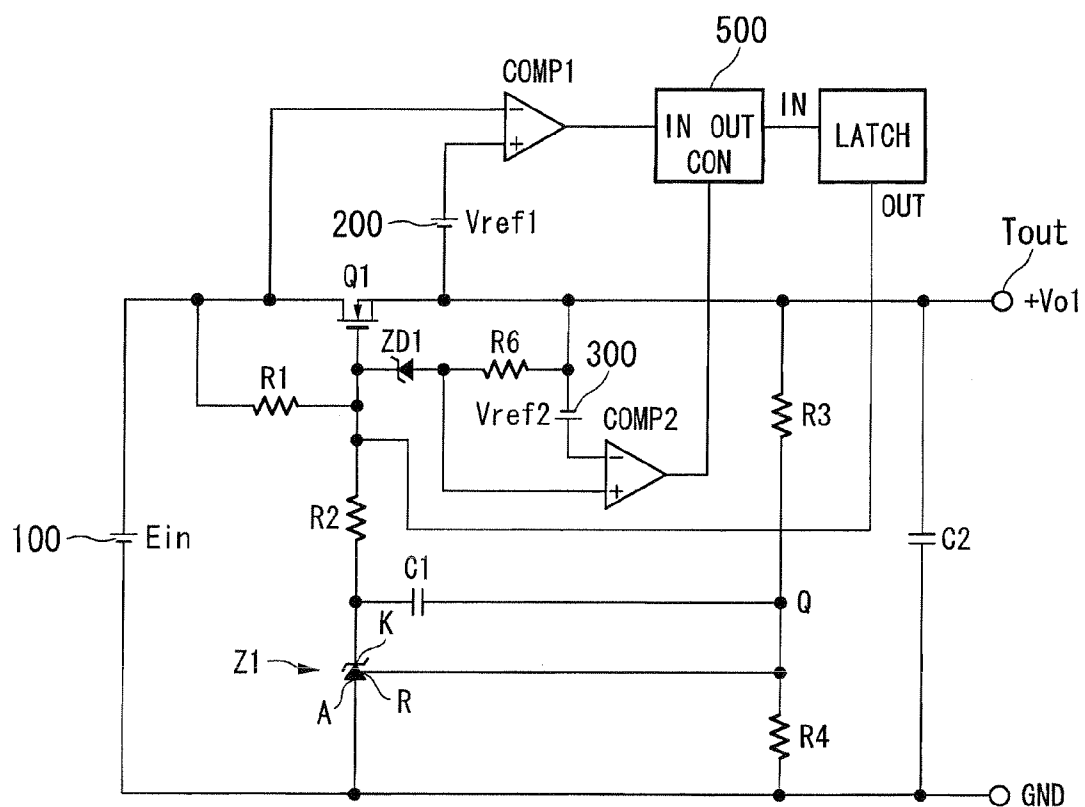 500
COMP1
IN
IN OUT
CON
LATCH
OUT
200
Vref1
Tout
Q1
+Vo1
ZD1
R6
300
R1
Vref2
COMP2
R3
R2
100
Ein
C2
C1
Q
K
Z1
A
R
R4
GND